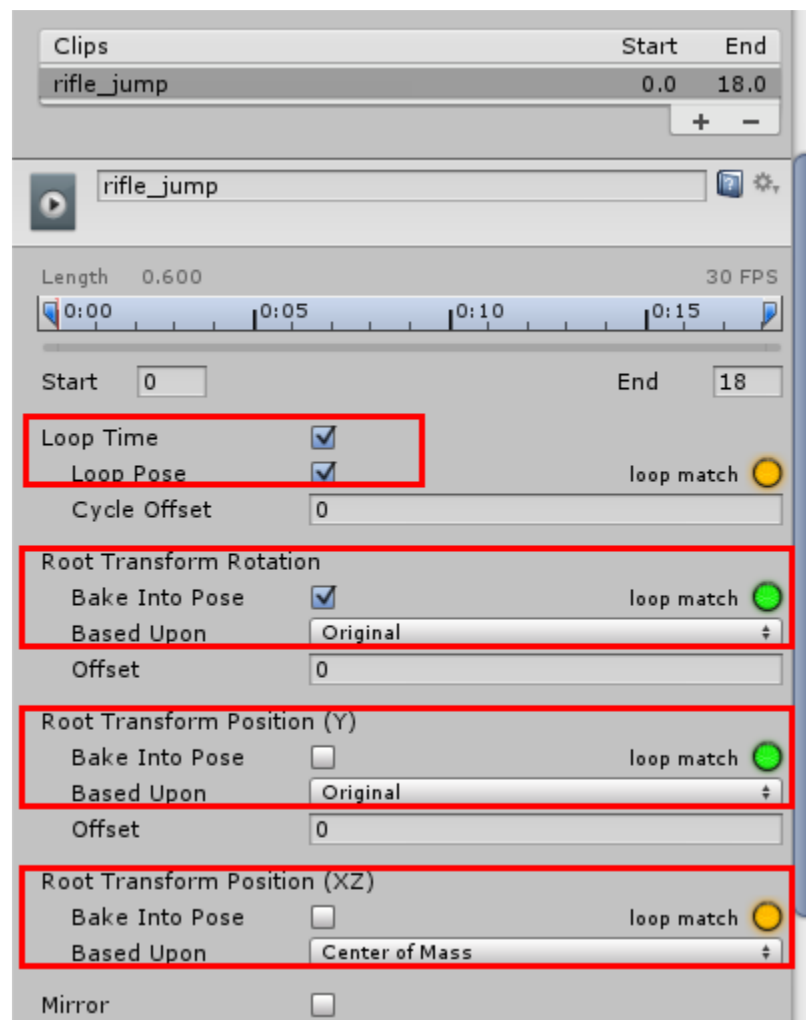 Clips Start End
rifle_jump 0.0 18.0
+ −
rifle_jump
Length 0.600 30 FPS
0:00 0:05 0:10 0:15
Start 0 End 18
Loop Time
Loop Pose loop match
Cycle Offset 0
Root Transform Rotation
Bake Into Pose loop match
Based Upon Original
Offset 0
Root Transform Position (Y)
Bake Into Pose loop match
Based Upon Original
Offset 0
Root Transform Position (XZ)
Bake Into Pose loop match
Based Upon Center of Mass
Mirror